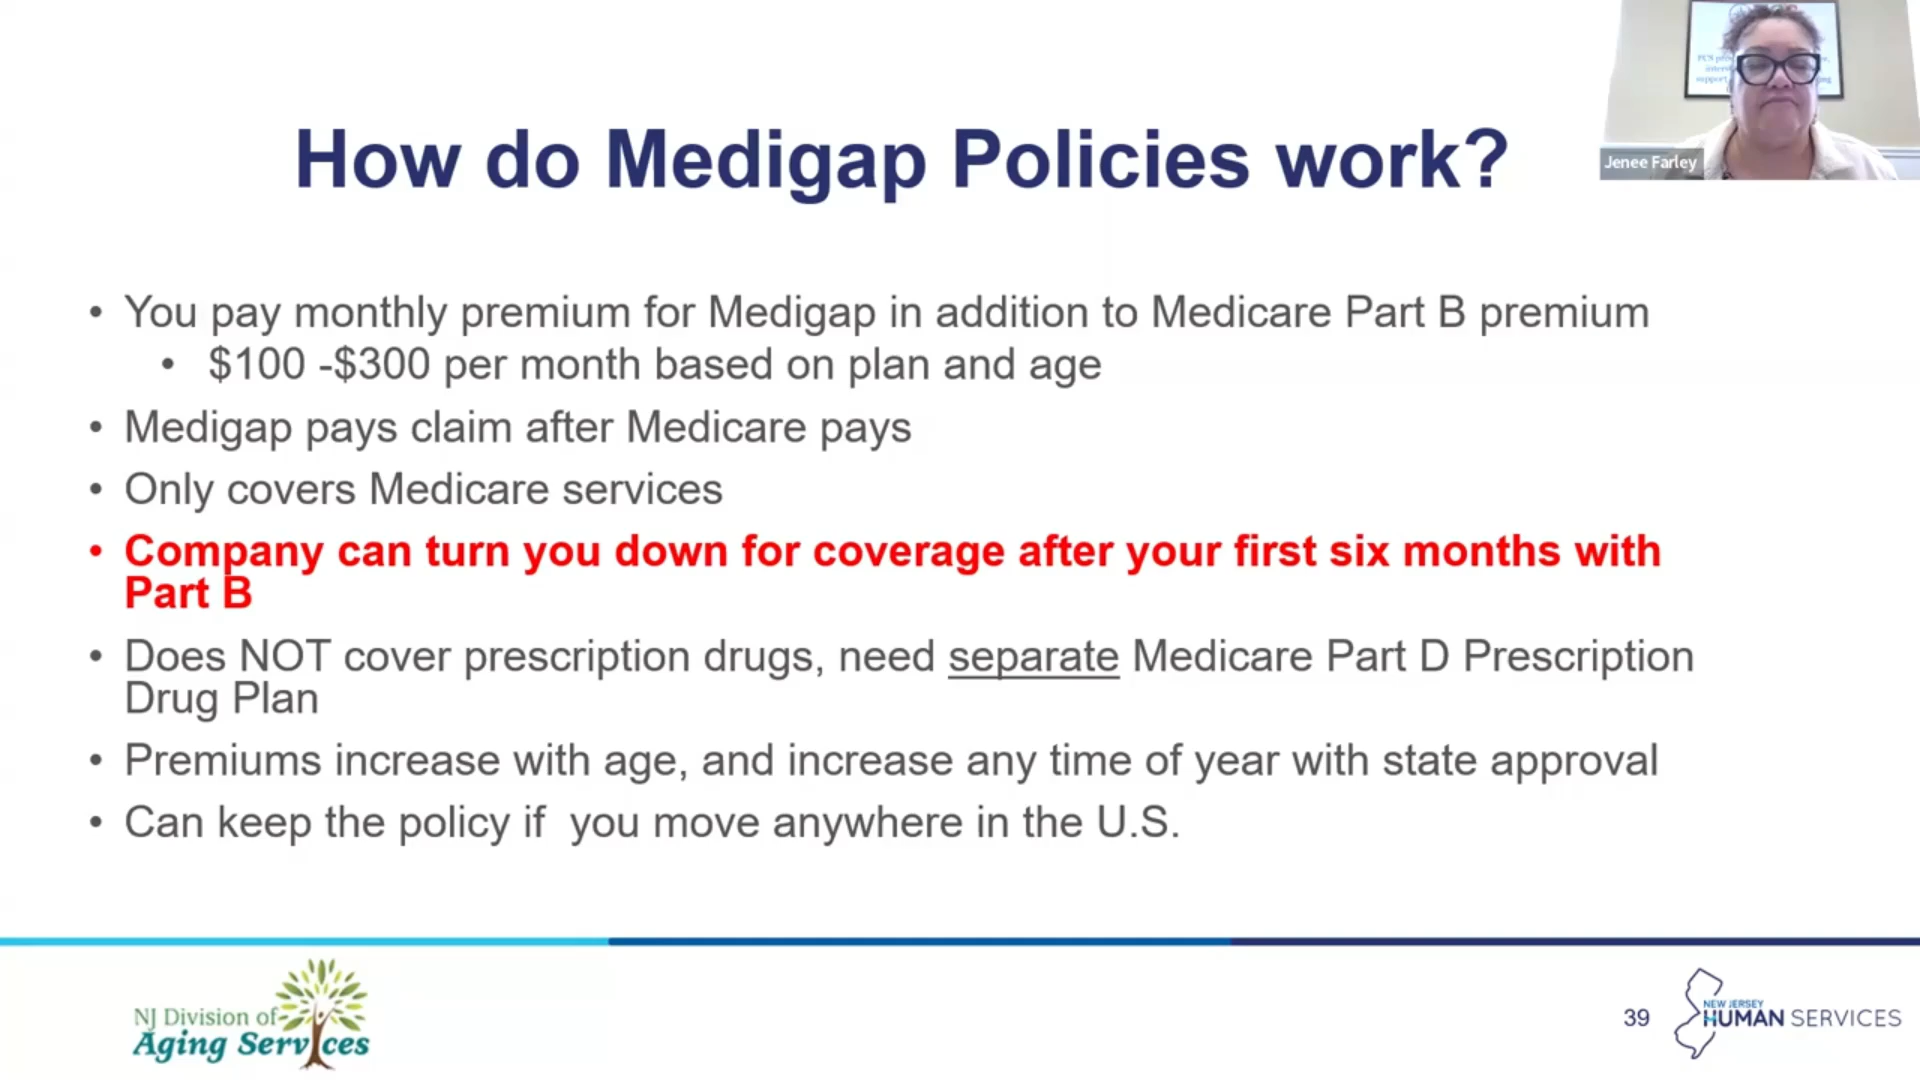 How do Medigap Policies work?
Jenee Farley
• You pay monthly premium for Medigap in addition to Medicare Part B premium
• $100 -$300 per month based on plan and age
• Medigap pays claim after Medicare pays
• Only covers Medicare services
• Company can turn you down for coverage after your first six months with
Part B
• Does NOT cover prescription drugs, need separate Medicare Part D Prescription
Drug Plan
• Premiums increase with age, and increase any time of year with state approval
• Can keep the policy if  you move anywhere in the U.S.
NJ Division of
Aging Services
39
NEW JERSEY
HUMAN SERVICES